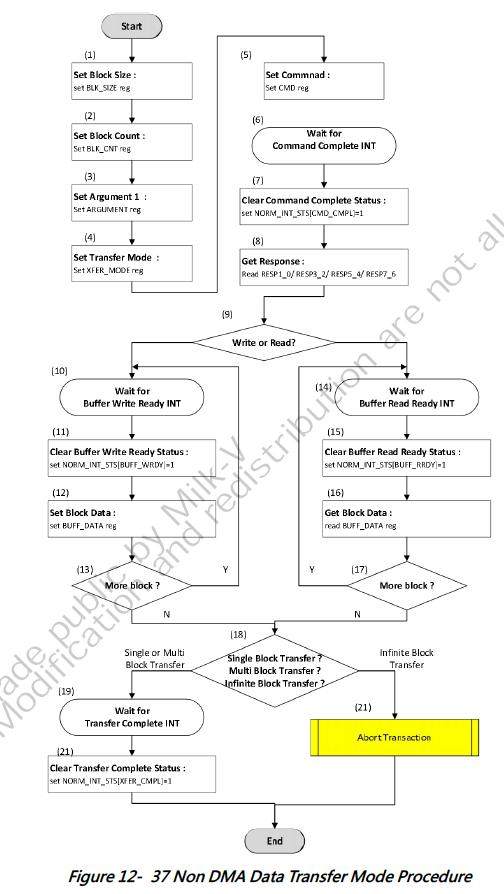 Start
(1)
Set Block Size :
set BLK_SIZE reg
(2)
Set Block Count :
Set BLK_CNT reg
(3)
Set Argument 1 :
Set ARGUMENT reg
(4)
Set Transfer Mode :
Set XFER_MODE reg
(5)
Set Commnad :
Set CMD reg
(6)
Wait for
Command Complete INT
(7)
Clear Command Complete Status :
set NORM_INT_STS[CMD_CMPL]=1
(8)
Get Response :
Read RESP1_0/ RESP3_2/ RESP5_4/ RESP7_6
(9)
Write or Read?
(10)
Wait for
Buffer Write Ready INT
(11)
Clear Buffer Write Ready Status :
set NORM_INT_STS[BUFF_WRDY]=1
(12)
Set Block Data :
set BUFF_DATA reg
(13)
More block ?
Y
N
(14)
Wait for
Buffer Read Ready INT
(15)
Clear Buffer Read Ready Status :
set NORM_INT_STS[BUFF_RRDY]=1
(16)
Get Block Data :
read BUFF_DATA reg
(17)
More block ?
Y
N
(18)
Single Block Transfer ?
Multi Block Transfer ?
Infinite Block Transfer ?
Single or Multi
Block Transfer
Infinite Block
Transfer
(19)
Wait for
Transfer Complete INT
(21)
Clear Transfer Complete Status :
set NORM_INT_STS[XFER_CMPL]=1
(21)
Abort Transaction
End
ade public by Milk-V
Modification and redistribution are not all
Figure 12- 37 Non DMA Data Transfer Mode Procedure